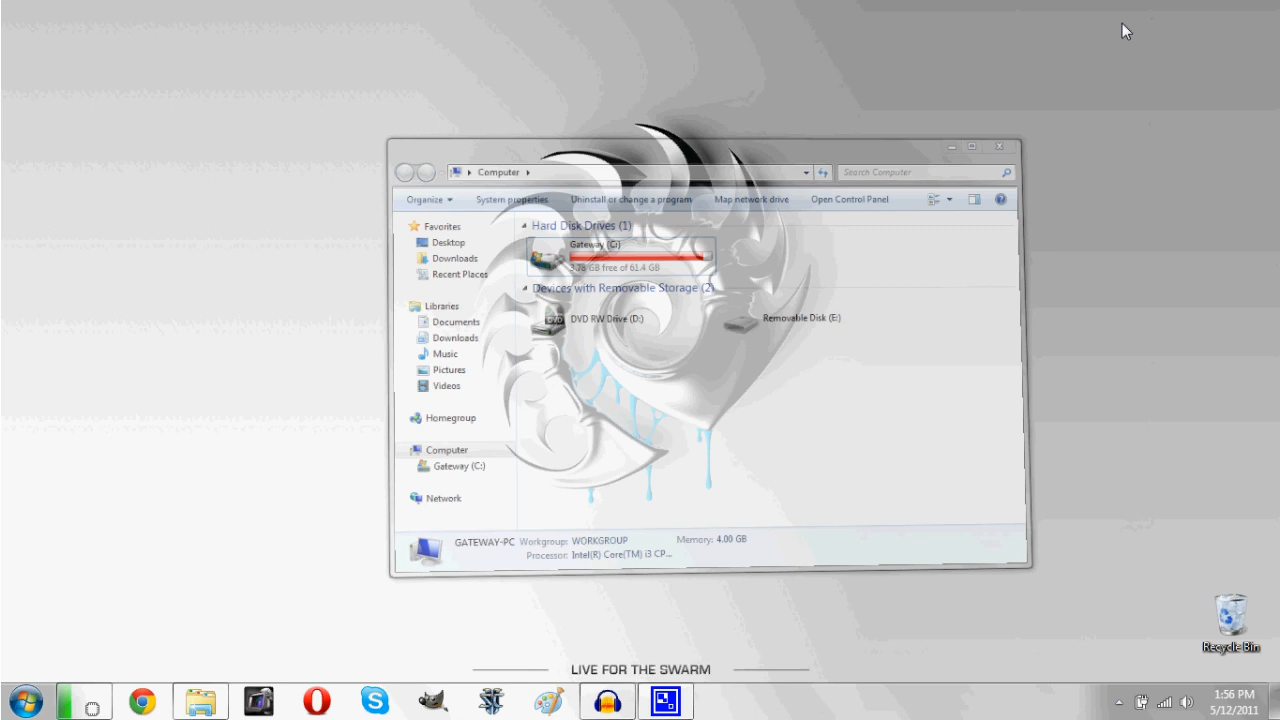 Computer
Search Computer
Organize System properties Uninstall or change a program Map network drive Open Control Panel
Favorites
Desktop
Downloads
Recent Places
Libraries
Documents
Downloads
Music
Pictures
Videos
Homegroup
Computer
Gateway (C:)
Network
Hard Disk Drives (1)
Gateway (C:)
3.78 GB free of 61.4 GB
Devices with Removable Storage (2)
DVD RW Drive (D:)
Removable Disk (E:)
GATEWAY-PC Workgroup: WORKGROUP Memory: 4.00 GB
Processor: Intel(R) Core(TM) i3 CP...
Recycle Bin
LIVE FOR THE SWARM
1:56 PM
5/12/2011